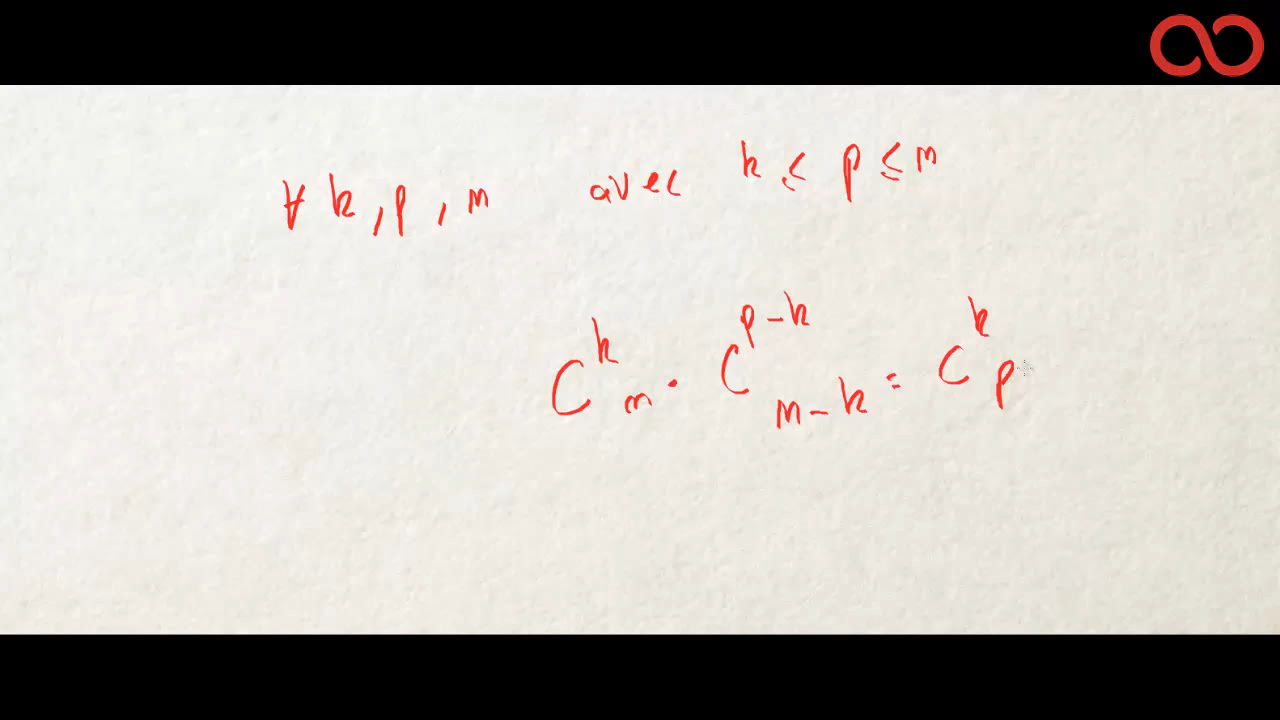 ∀ k, p, m avec k ≤ p ≤ m
C^k_m · C^{p-k}_{m-k} = C^k_p